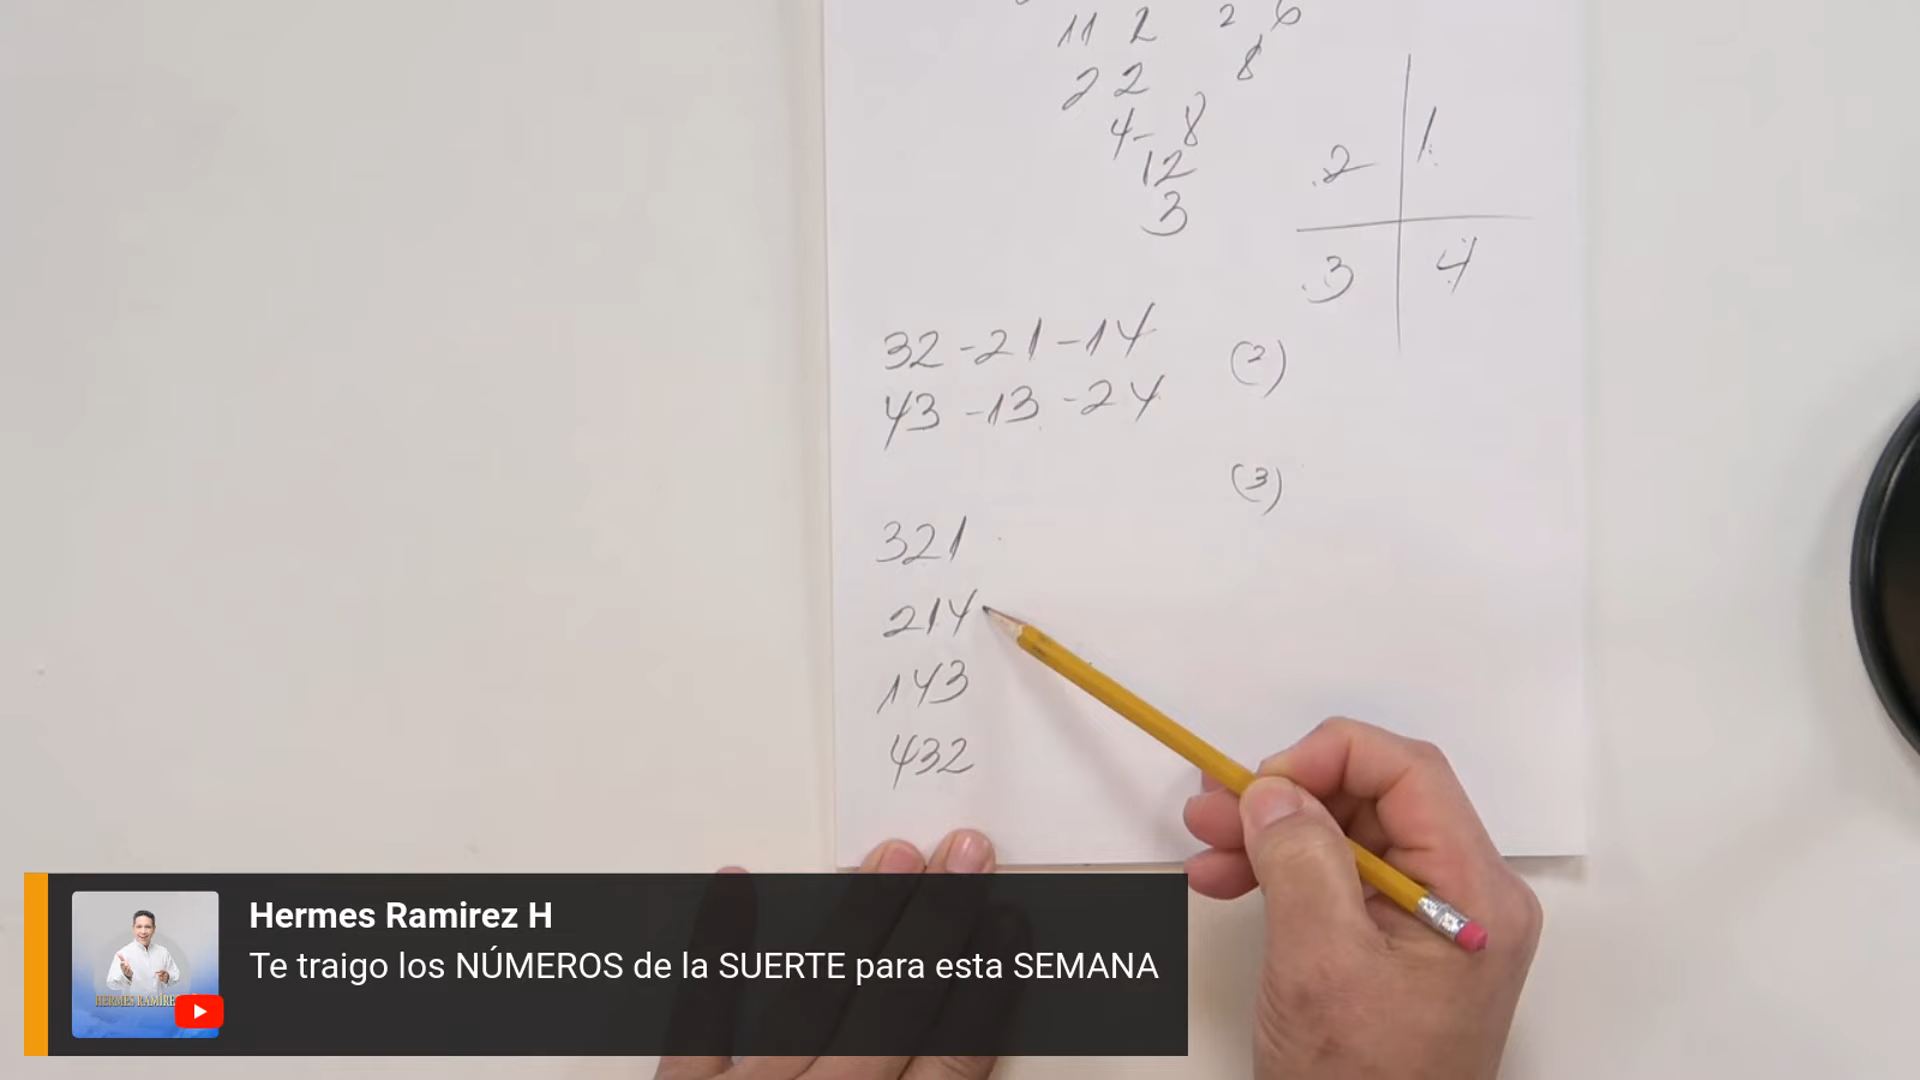 11 2 2 6
2 2 8
4- 8
12
3
2 1
3 4
32-21-14 (2)
43-13-24
(3)
321
214
143
432
Hermes Ramirez H
Te traigo los NÚMEROS de la SUERTE para esta SEMANA
HERMES RAMÍRE